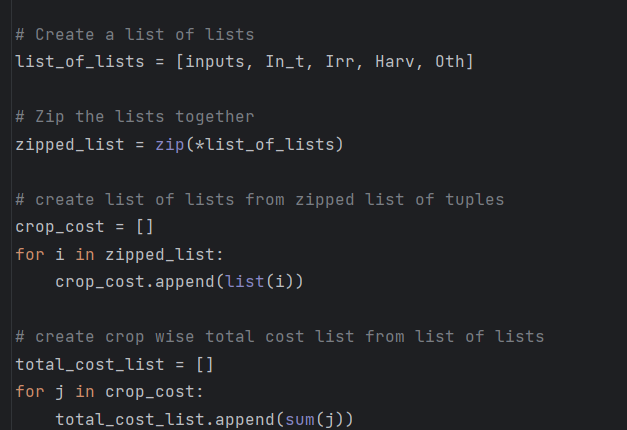 # Create a list of lists
list_of_lists = [inputs, In_t, Irr, Harv, Oth]
# Zip the lists together
zipped_list = zip(*list_of_lists)
# create list of lists from zipped list of tuples
crop_cost = []
for i in zipped_list:
    crop_cost.append(list(i))
# create crop wise total cost list from list of lists
total_cost_list = []
for j in crop_cost:
    total_cost_list.append(sum(j))